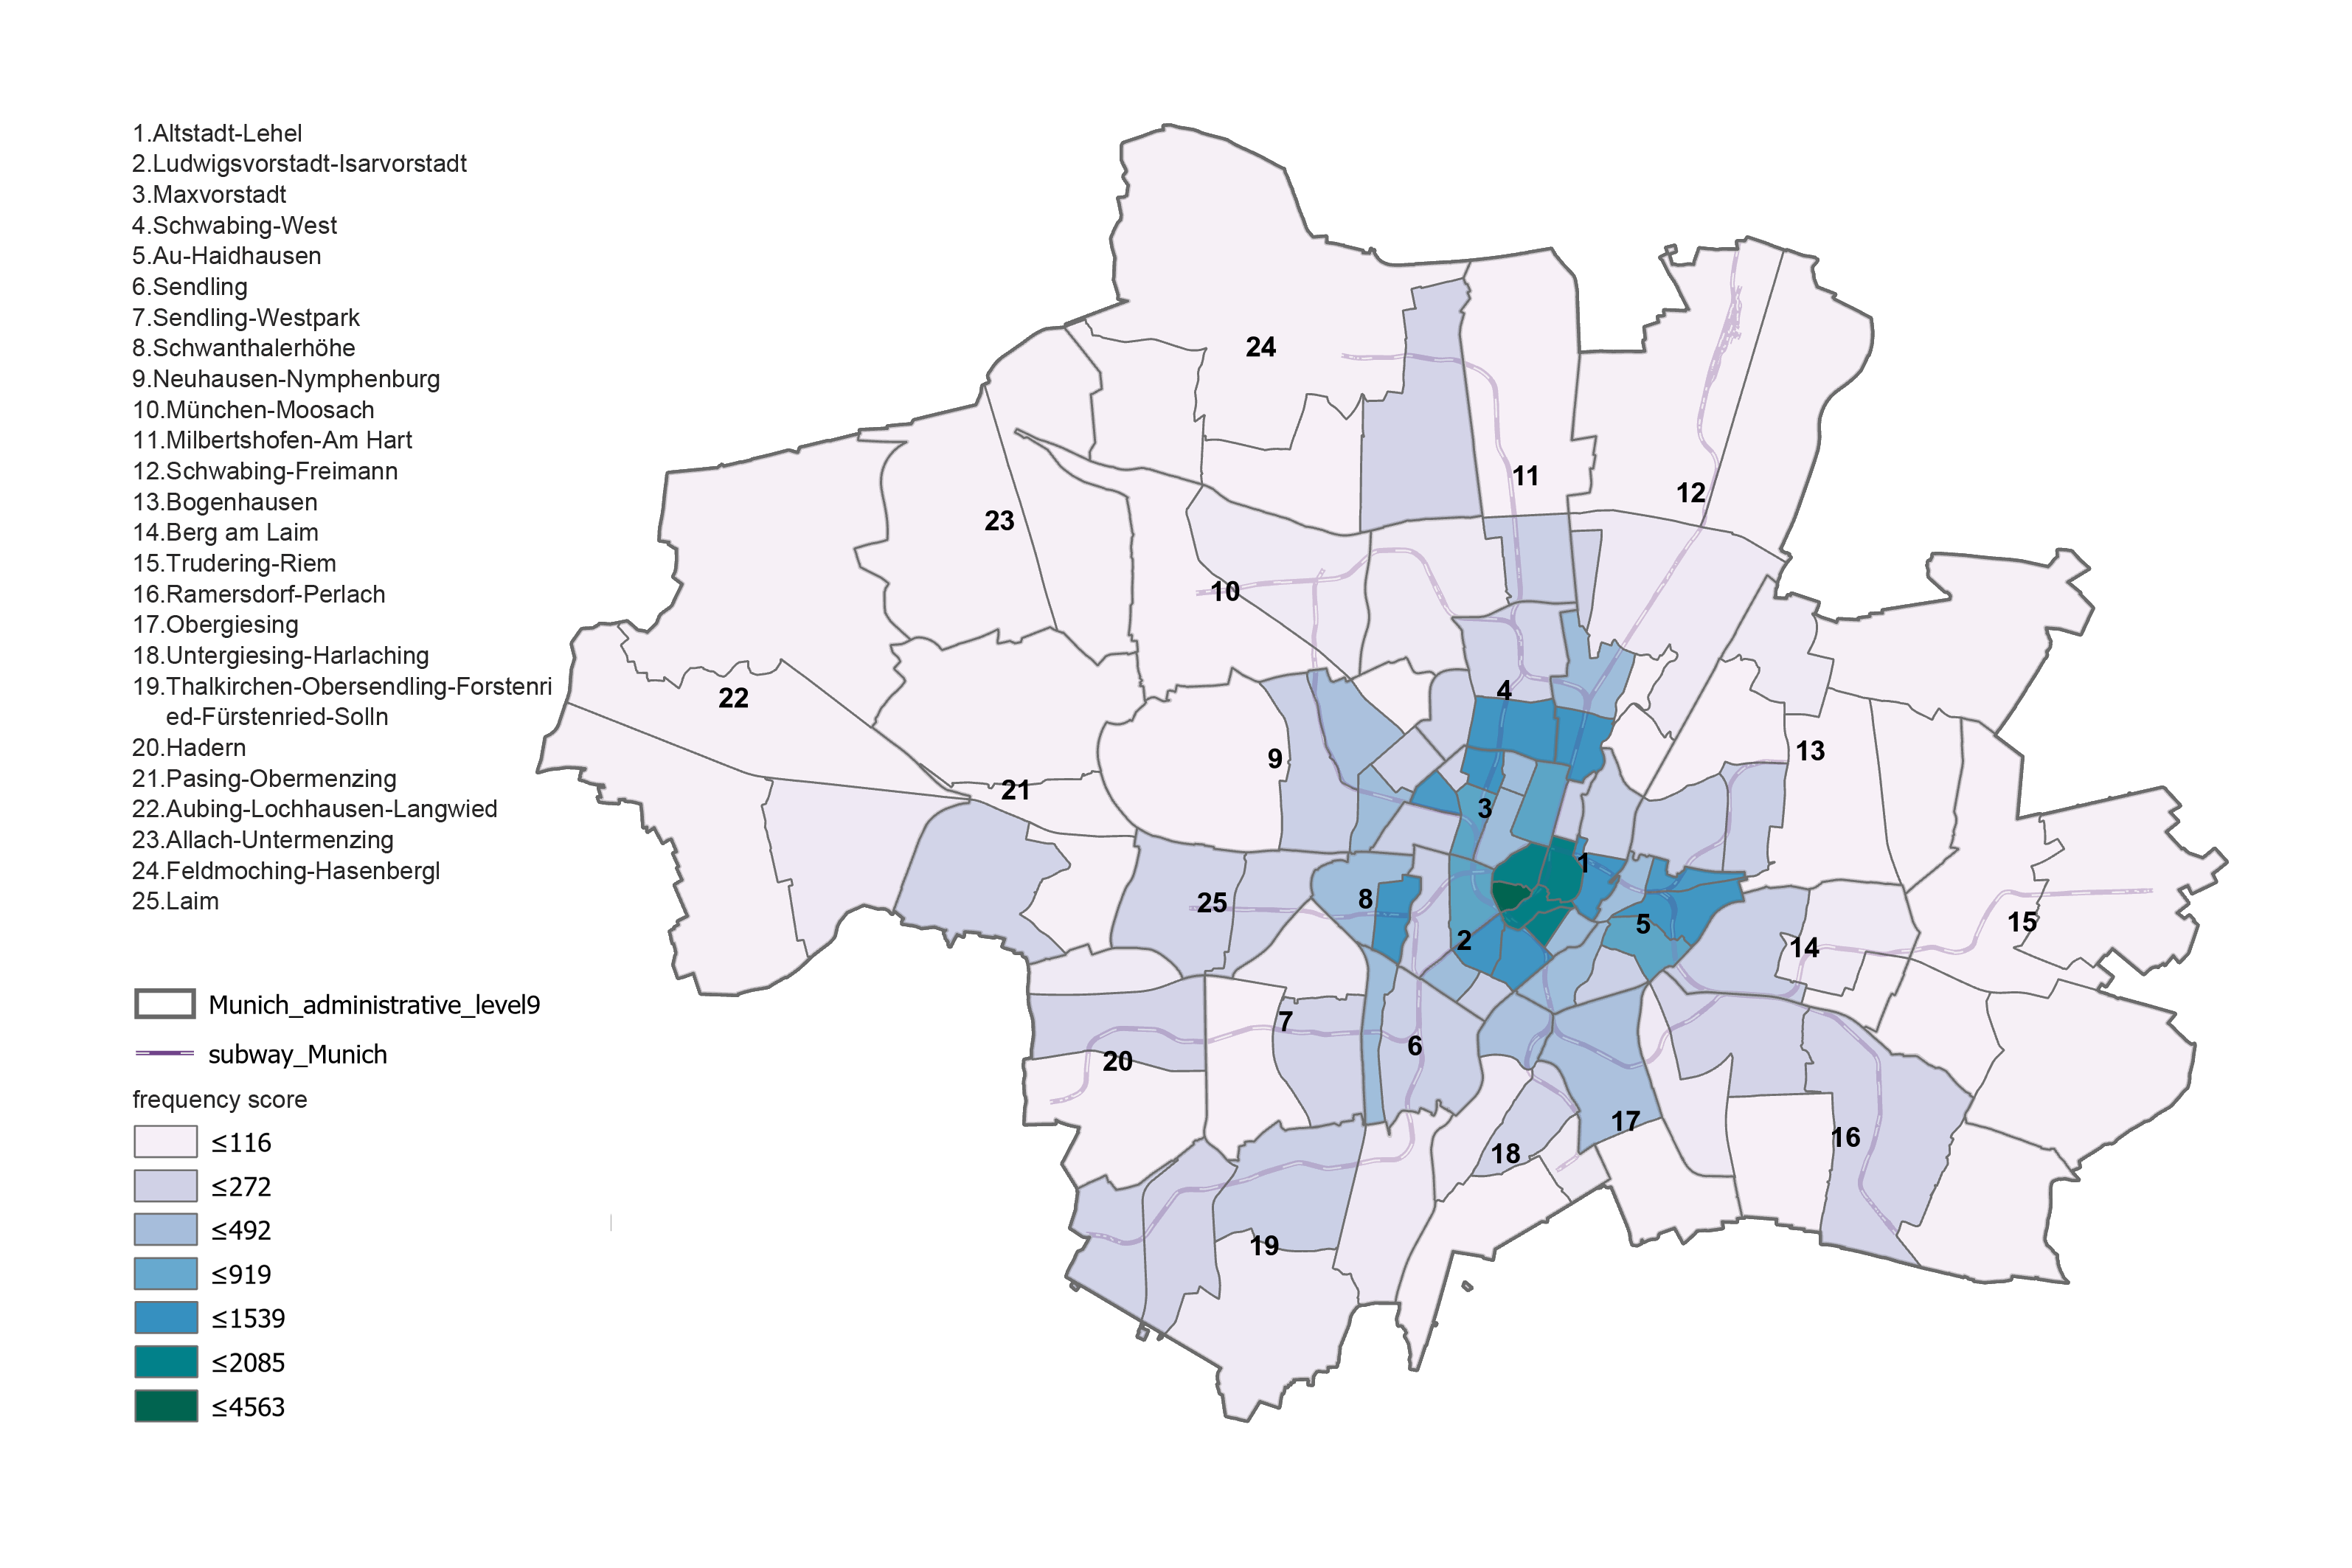 1.Altstadt-Lehel
2.Ludwigsvorstadt-Isarvorstadt
3.Maxvorstadt
4.Schwabing-West
5.Au-Haidhausen
6.Sendling
7.Sendling-Westpark
8.Schwanthalerhöhe
9.Neuhausen-Nymphenburg
10.München-Moosach
11.Milbertshofen-Am Hart
12.Schwabing-Freimann
13.Bogenhausen
14.Berg am Laim
15.Trudering-Riem
16.Ramersdorf-Perlach
17.Obergiesing
18.Untergiesing-Harlaching
19.Thalkirchen-Obersendling-Forstenri
ed-Fürstenried-Solln
20.Hadern
21.Pasing-Obermenzing
22.Aubing-Lochhausen-Langwied
23.Allach-Untermenzing
24.Feldmoching-Hasenbergl
25.Laim
Munich_administrative_level9
subway_Munich
frequency score
≤116
≤272
≤492
≤919
≤1539
≤2085
≤4563
24
11
12
23
10
4
22
9
13
21
3
1
8
25
5
15
2
14
7
6
20
17
16
18
19